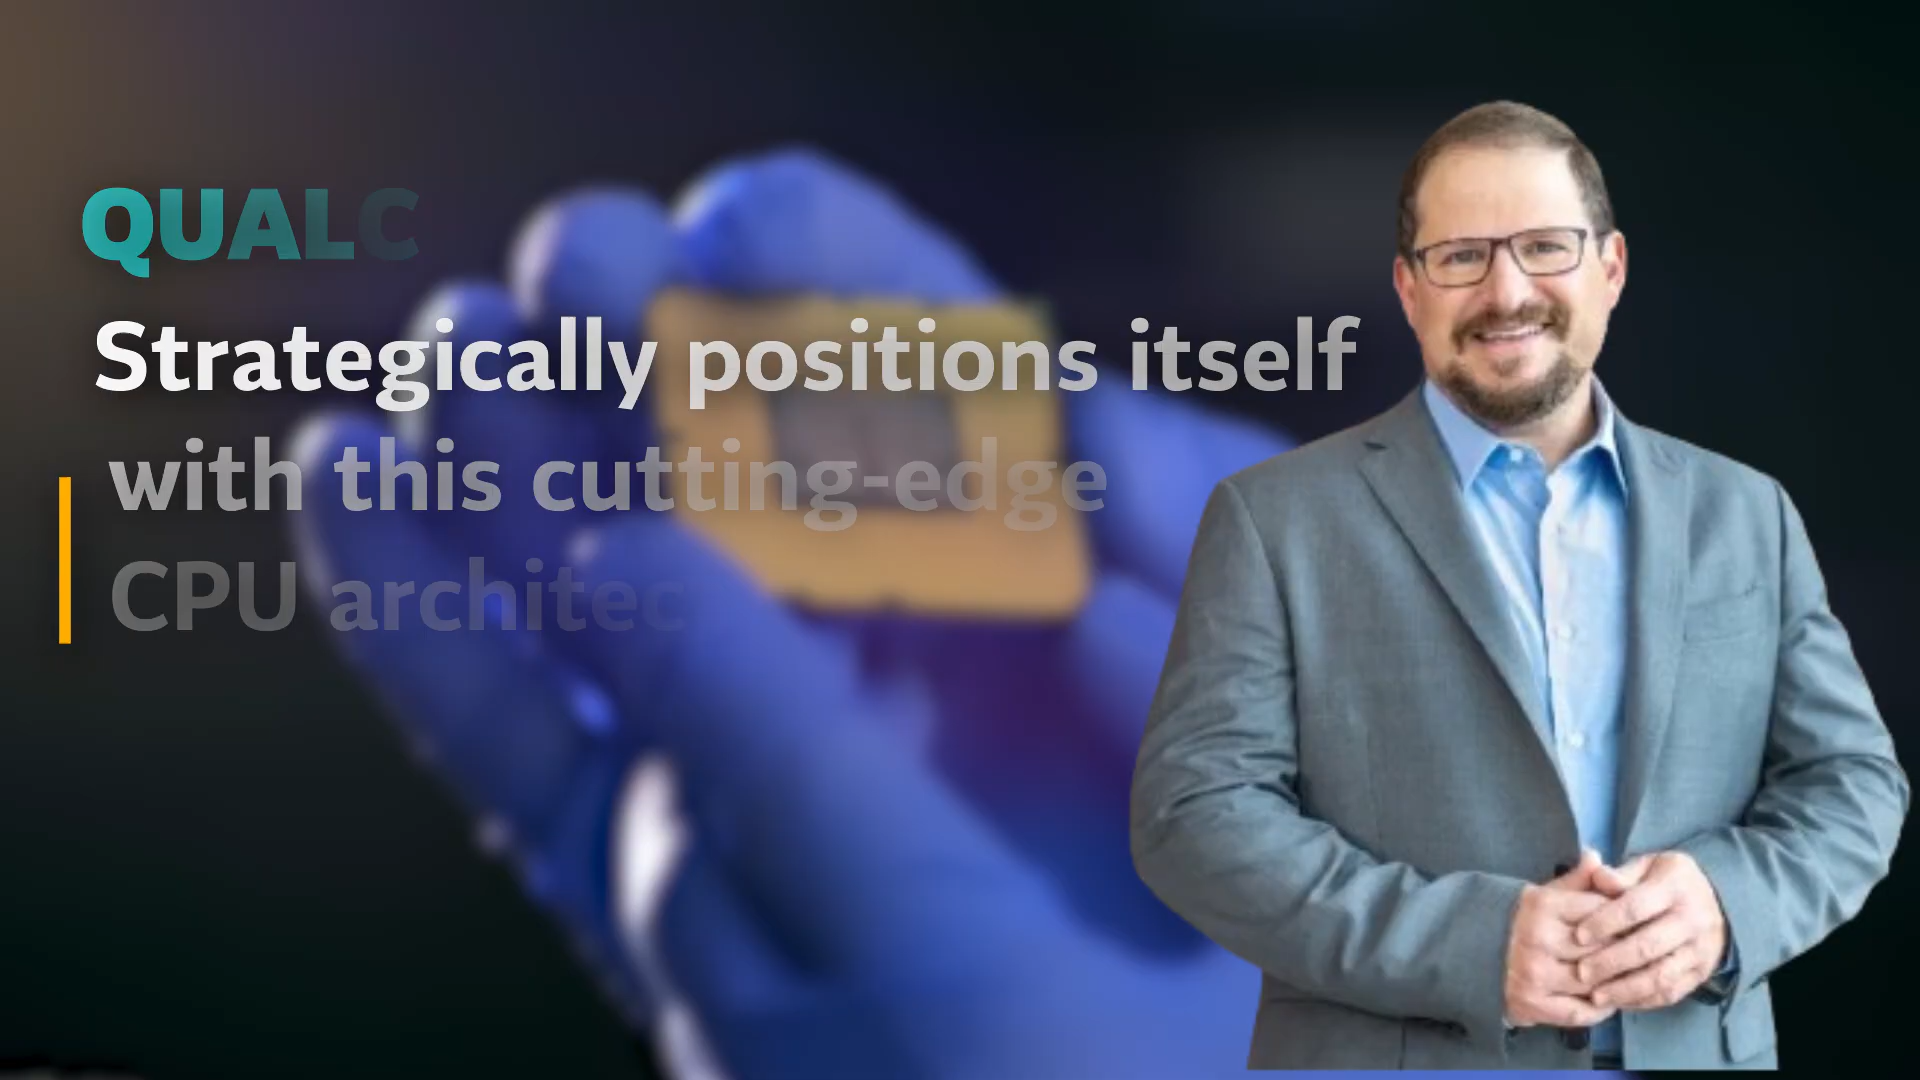 QUALC
Strategically positions itself
with this cutting-edge
CPU architec